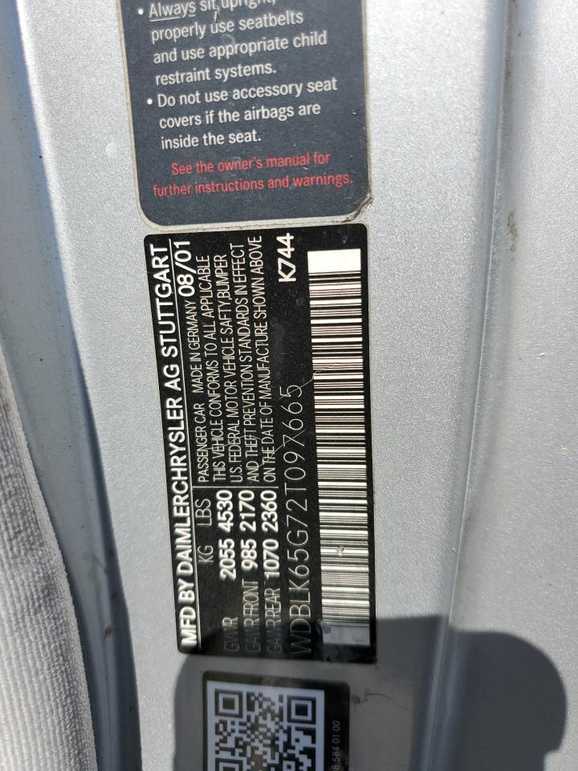 • Always sit upright,
properly use seatbelts
and use appropriate child
restraint systems.
• Do not use accessory seat
covers if the airbags are
inside the seat.
See the owner's manual for
further instructions and warnings.
MFD BY DAIMLERCHRYSLER AG STUTTGART
PASSENGER CAR MADE IN GERMANY 08/01
KG LBS
THIS VEHICLE CONFORMS TO ALL APPLICABLE
U.S. FEDERAL MOTOR VEHICLE SAFTY, BUMPER
AND THEFT PREVENTION STANDARDS IN EFFECT
ON THE DATE OF MANUFACTURE SHOWN ABOVE
GVWR 2055 4530
GAWR FRONT 985 2170
GAWR REAR 1070 2360
K744
WDBLK65G72T097665
584 01 00